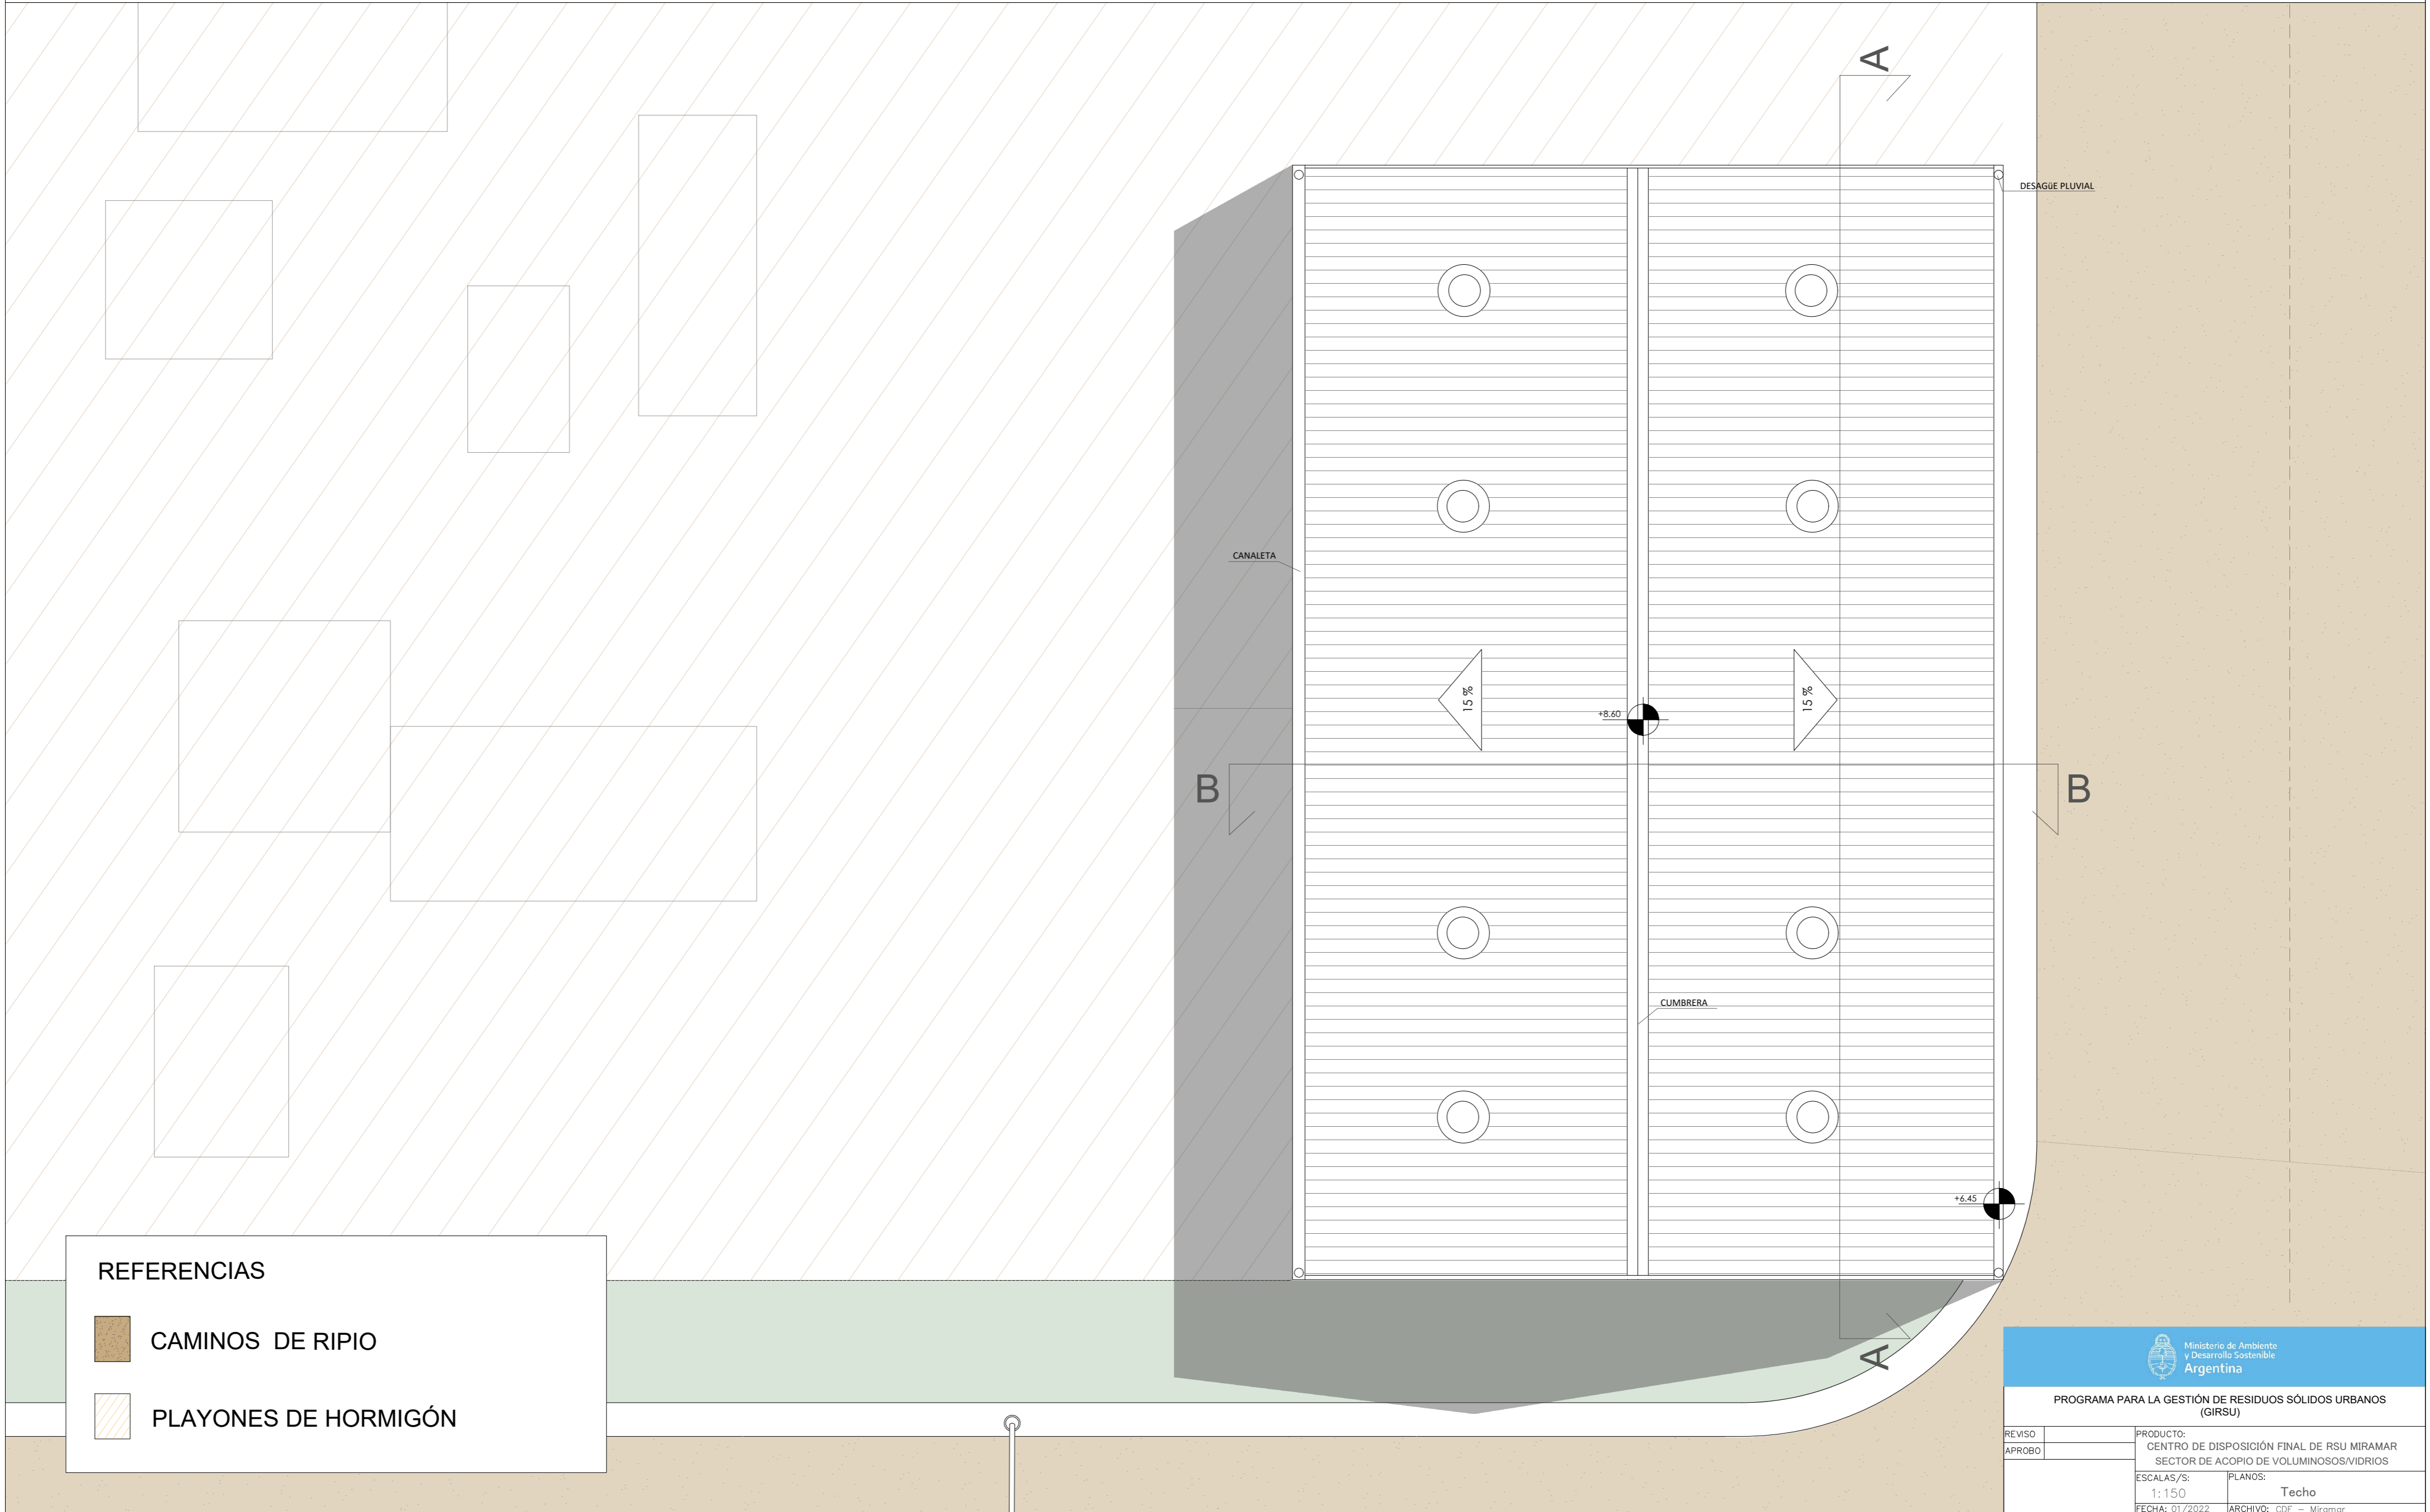 A
DESAGüE PLUVIAL
CANALETA
15 %
15 %
+8.60
B
B
CUMBRERA
+6.45
A
REFERENCIAS
CAMINOS DE RIPIO
PLAYONES DE HORMIGÓN
Ministerio de Ambiente
y Desarrollo Sostenible
Argentina
PROGRAMA PARA LA GESTIÓN DE RESIDUOS SÓLIDOS URBANOS
(GIRSU)
REVISO
APROBO
PRODUCTO:
CENTRO DE DISPOSICIÓN FINAL DE RSU MIRAMAR
SECTOR DE ACOPIO DE VOLUMINOSOS/VIDRIOS
ESCALAS/S:
1:150
PLANOS:
Techo
FECHA: 01/2022
ARCHIVO: CDF - Miramar